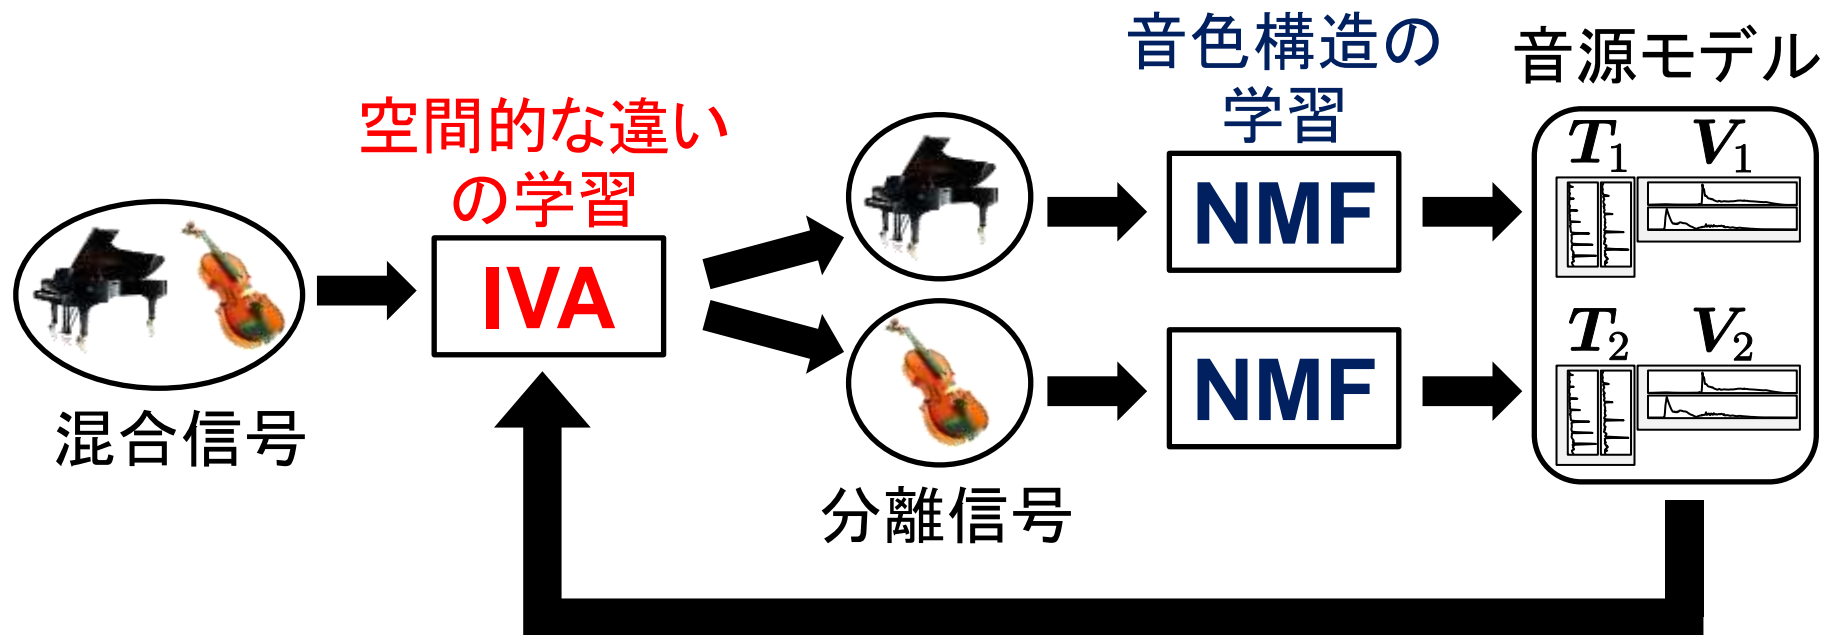 音色構造の
学習
音源モデル
空間的な違い
の学習
IVA
NMF
NMF
T1 V1
T2 V2
混合信号
分離信号